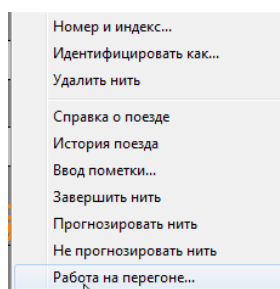 Номер и индекс...
Идентифицировать как...
Удалить нить
Справка о поезде
История поезда
Ввод пометки...
Завершить нить
Прогнозировать нить
Не прогнозировать нить
Работа на перегоне...